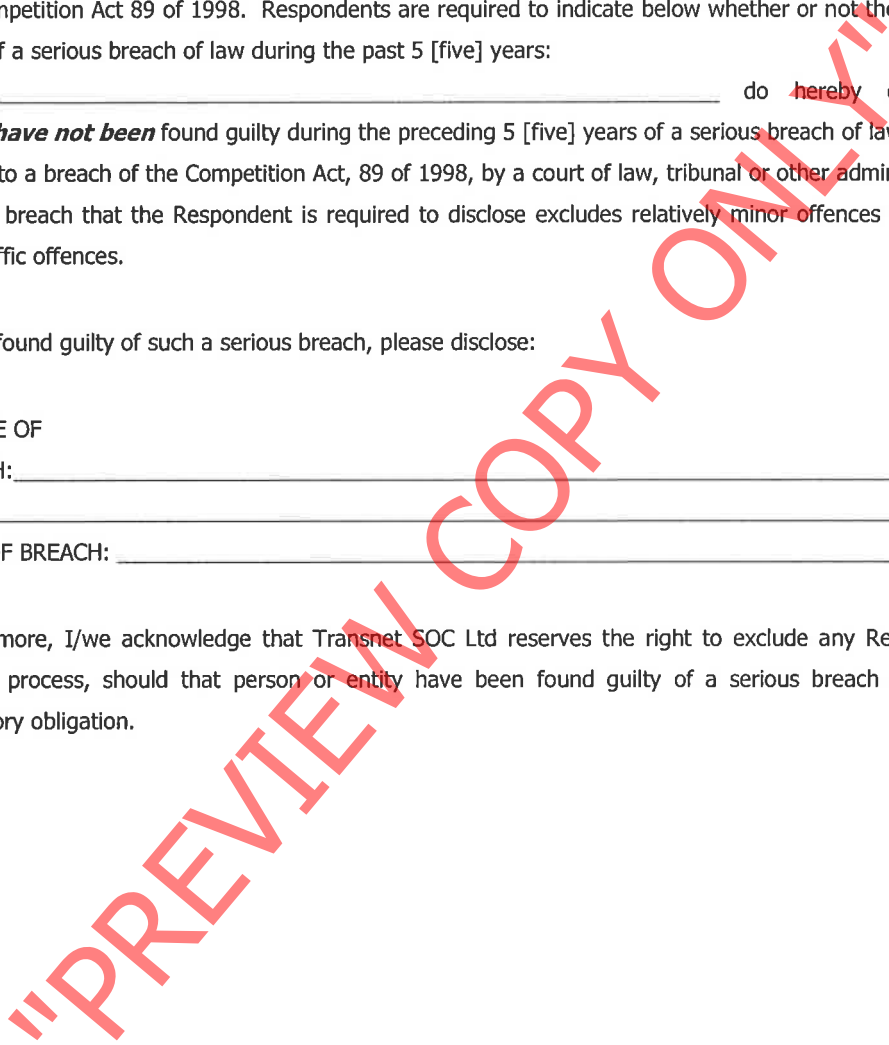 mpetition Act 89 of 1998. Respondents are required to indicate below whether or not the
f a serious breach of law during the past 5 [five] years:
do hereby
have not been found guilty during the preceding 5 [five] years of a serious breach of law
to a breach of the Competition Act, 89 of 1998, by a court of law, tribunal or other admin
breach that the Respondent is required to disclose excludes relatively minor offences
ffic offences.
found guilty of such a serious breach, please disclose:
E OF
H:
F BREACH:
more, I/we acknowledge that Transnet SOC Ltd reserves the right to exclude any Re
process, should that person or entity have been found guilty of a serious breach
ory obligation.
"PREVIEW COPY ONLY"